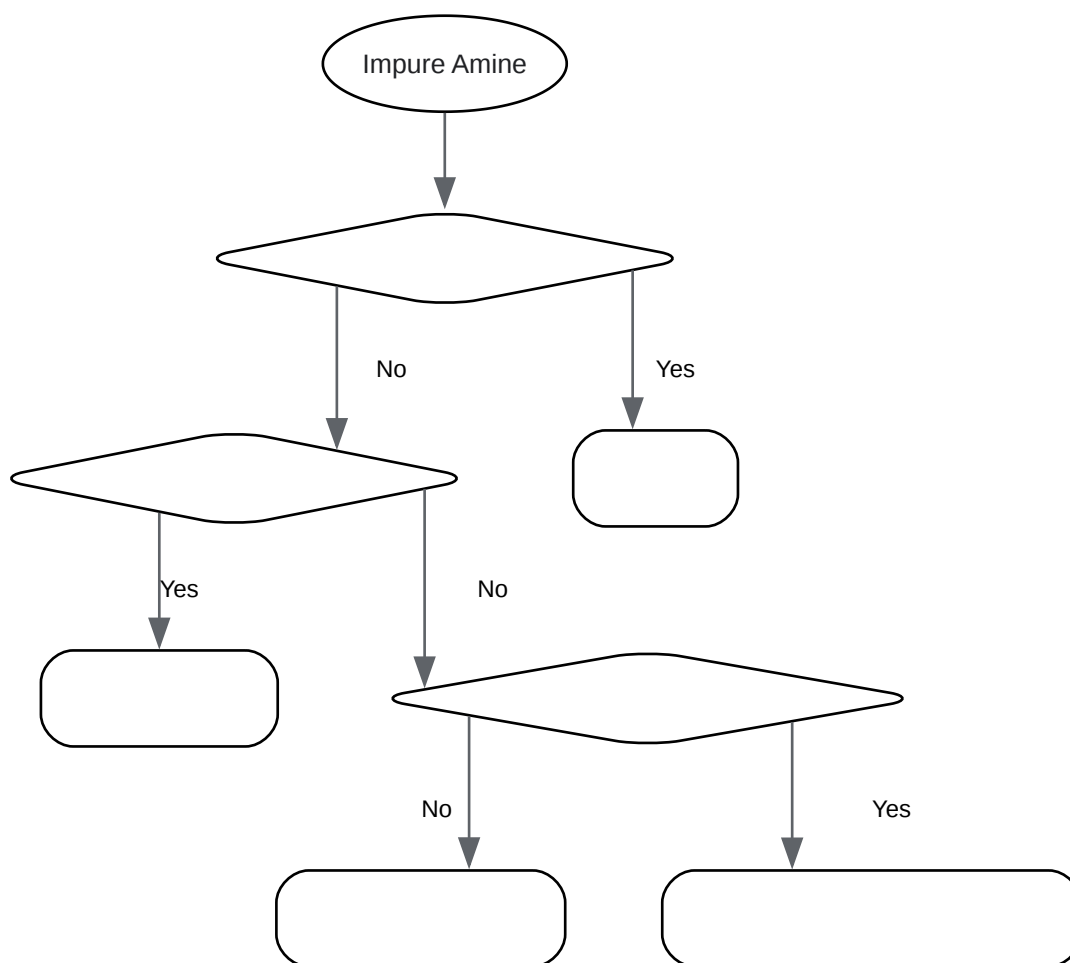 Impure Amine
No
Yes
Yes
No
No
Yes